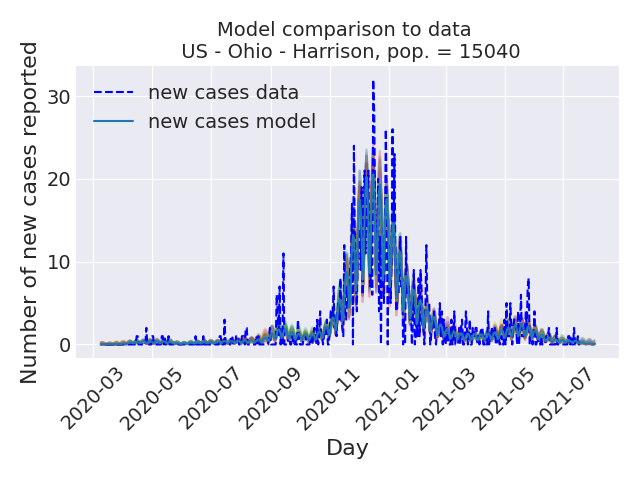 Model comparison to data
US - Ohio - Harrison, pop. = 15040
Number of new cases reported
30
20
10
0
new cases data
new cases model
2020-03
2020-05
2020-07
2020-09
2020-11
2021-01
2021-03
2021-05
2021-07
Day